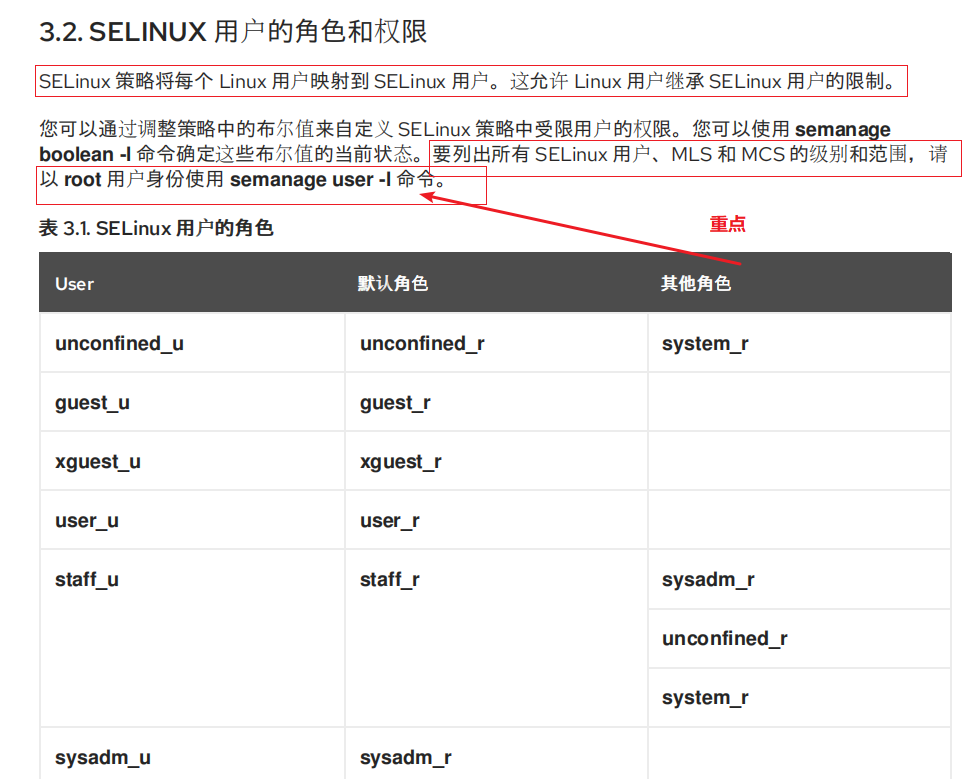 3.2. SELINUX 用户的角色和权限
SELinux 策略将每个 Linux 用户映射到 SELinux 用户。这允许 Linux 用户继承 SELinux 用户的限制。
您可以通过调整策略中的布尔值来自定义 SELinux 策略中受限用户的权限。您可以使用 semanage
boolean -l 命令确定这些布尔值的当前状态。要列出所有 SELinux 用户、MLS 和 MCS 的级别和范围，请
以 root 用户身份使用 semanage user -l 命令。
重点
表 3.1. SELinux 用户的角色
User 默认角色 其他角色
unconfined_u unconfined_r system_r
guest_u guest_r
xguest_u xguest_r
user_u user_r
staff_u staff_r sysadm_r
unconfined_r
system_r
sysadm_u sysadm_r